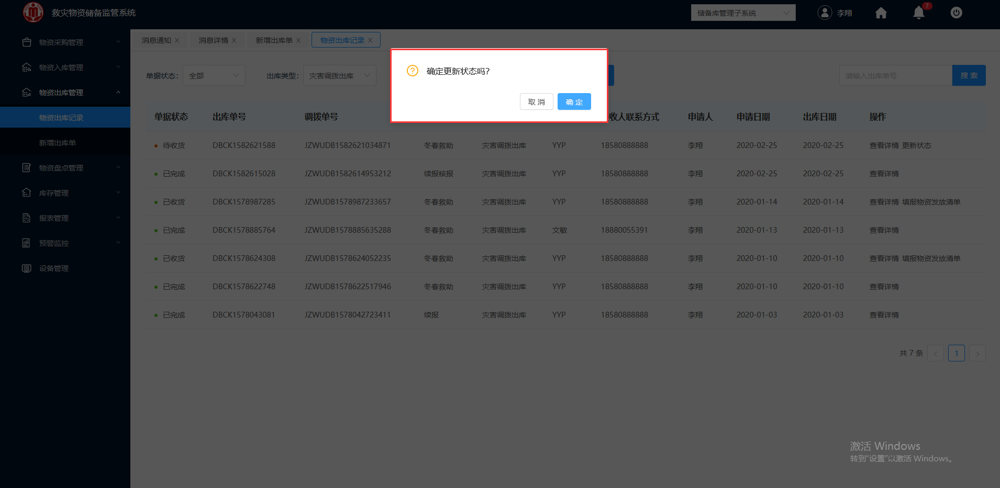 救灾物资储备监管系统
储备库管理子系统
李翔
7
物资采购管理
物资入库管理
物资出库管理
物资出库记录
新增出库单
物资盘点管理
库存管理
报表管理
预警监控
设备管理
消息通知 消息详情 新增出库单 物资出库记录
单据状态: 全部 出库类型: 灾害调拨出库 请输入出库单号 搜 索
确定更新状态吗?
取 消 确 定
单据状态 出库单号 调拨单号 收人联系方式 申请人 申请日期 出库日期 操作
待收货 DBCK1582621588 JZWUDB1582621034871 冬春救助 灾害调拨出库 YYP 18580888888 李翔 2020-02-25 2020-02-25 查看详情 更新状态
已完成 DBCK1582615028 JZWUDB1582614953212 续报核报 灾害调拨出库 YYP 18580888888 李翔 2020-02-25 2020-02-25 查看详情
已收货 DBCK1578987285 JZWUDB1578987233657 冬春救助 灾害调拨出库 YYP 18580888888 李翔 2020-01-14 2020-01-14 查看详情 填报物资发放清单
已完成 DBCK1578885764 JZWUDB1578885635288 冬春救助 灾害调拨出库 文敏 18880055391 李翔 2020-01-13 2020-01-13 查看详情
已收货 DBCK1578624308 JZWUDB1578624052235 冬春救助 灾害调拨出库 YYP 18580888888 李翔 2020-01-10 2020-01-10 查看详情 填报物资发放清单
已完成 DBCK1578622748 JZWUDB1578622517946 冬春救助 灾害调拨出库 YYP 18580888888 李翔 2020-01-10 2020-01-10 查看详情
已完成 DBCK1578043081 JZWUDB1578042723411 续报 灾害调拨出库 YYP 18580888888 李翔 2020-01-03 2020-01-03 查看详情
共 7 条 < 1 >
激活 Windows
转到"设置"以激活 Windows。